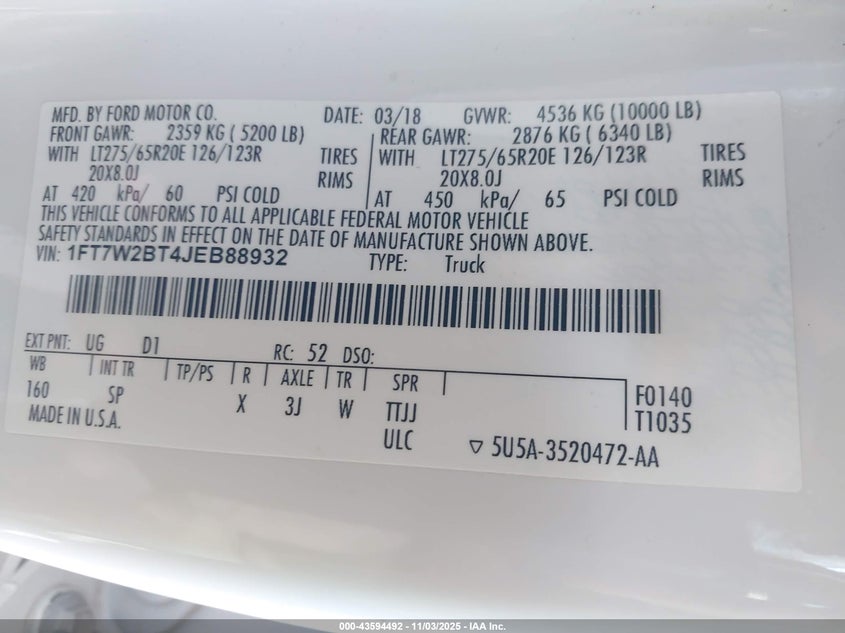 MFD. BY FORD MOTOR CO. DATE: 03/18 GVWR: 4536 KG (10000 LB)
FRONT GAWR: 2359 KG ( 5200 LB) REAR GAWR: 2876 KG ( 6340 LB)
WITH LT275/65R20E 126/123R TIRES WITH LT275/65R20E 126/123R TIRES
20X8.0J RIMS 20X8.0J RIMS
AT 420 kPa/ 60 PSI COLD AT 450 kPa/ 65 PSI COLD
THIS VEHICLE CONFORMS TO ALL APPLICABLE FEDERAL MOTOR VEHICLE
SAFETY STANDARDS IN EFFECT ON THE DATE OF MANUFACTURE SHOWN ABOVE.
VIN: 1FT7W2BT4JEB88932 TYPE: Truck
EXT PNT: UG D1 RC: 52 DSO:
WB INT TR TP/PS R AXLE TR SPR
160 SP X 3J W TTJJ F0140
MADE IN U.S.A. ULC T1035
▽ 5U5A-3520472-AA
000-43594492 - 11/03/2025 - IAA Inc.